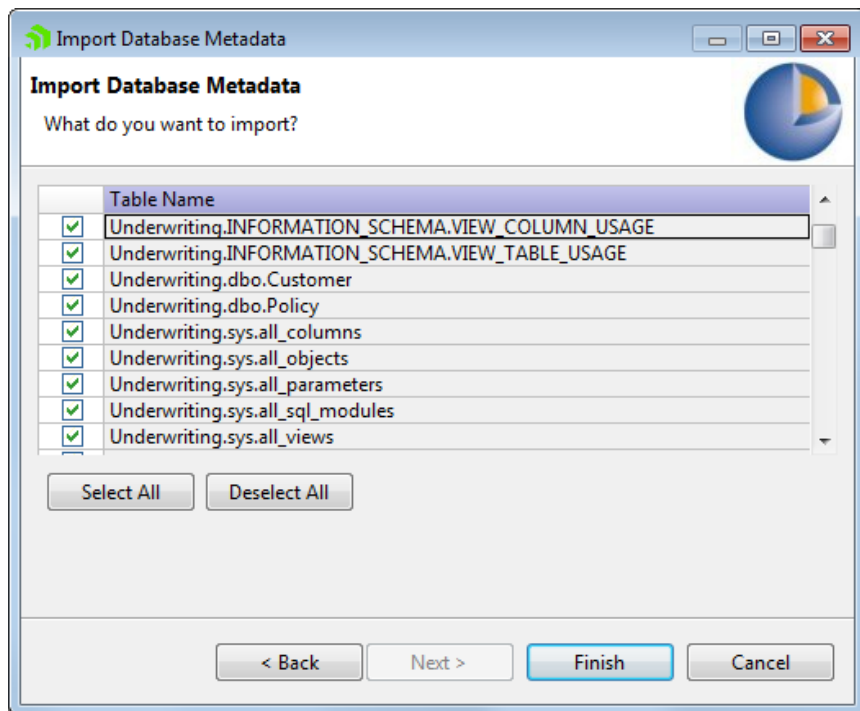 Import Database Metadata
Import Database Metadata
What do you want to import?
Table Name
Underwriting.INFORMATION_SCHEMA.VIEW_COLUMN_USAGE
Underwriting.INFORMATION_SCHEMA.VIEW_TABLE_USAGE
Underwriting.dbo.Customer
Underwriting.dbo.Policy
Underwriting.sys.all_columns
Underwriting.sys.all_objects
Underwriting.sys.all_parameters
Underwriting.sys.all_sql_modules
Underwriting.sys.all_views
Select All Deselect All
< Back Next > Finish Cancel